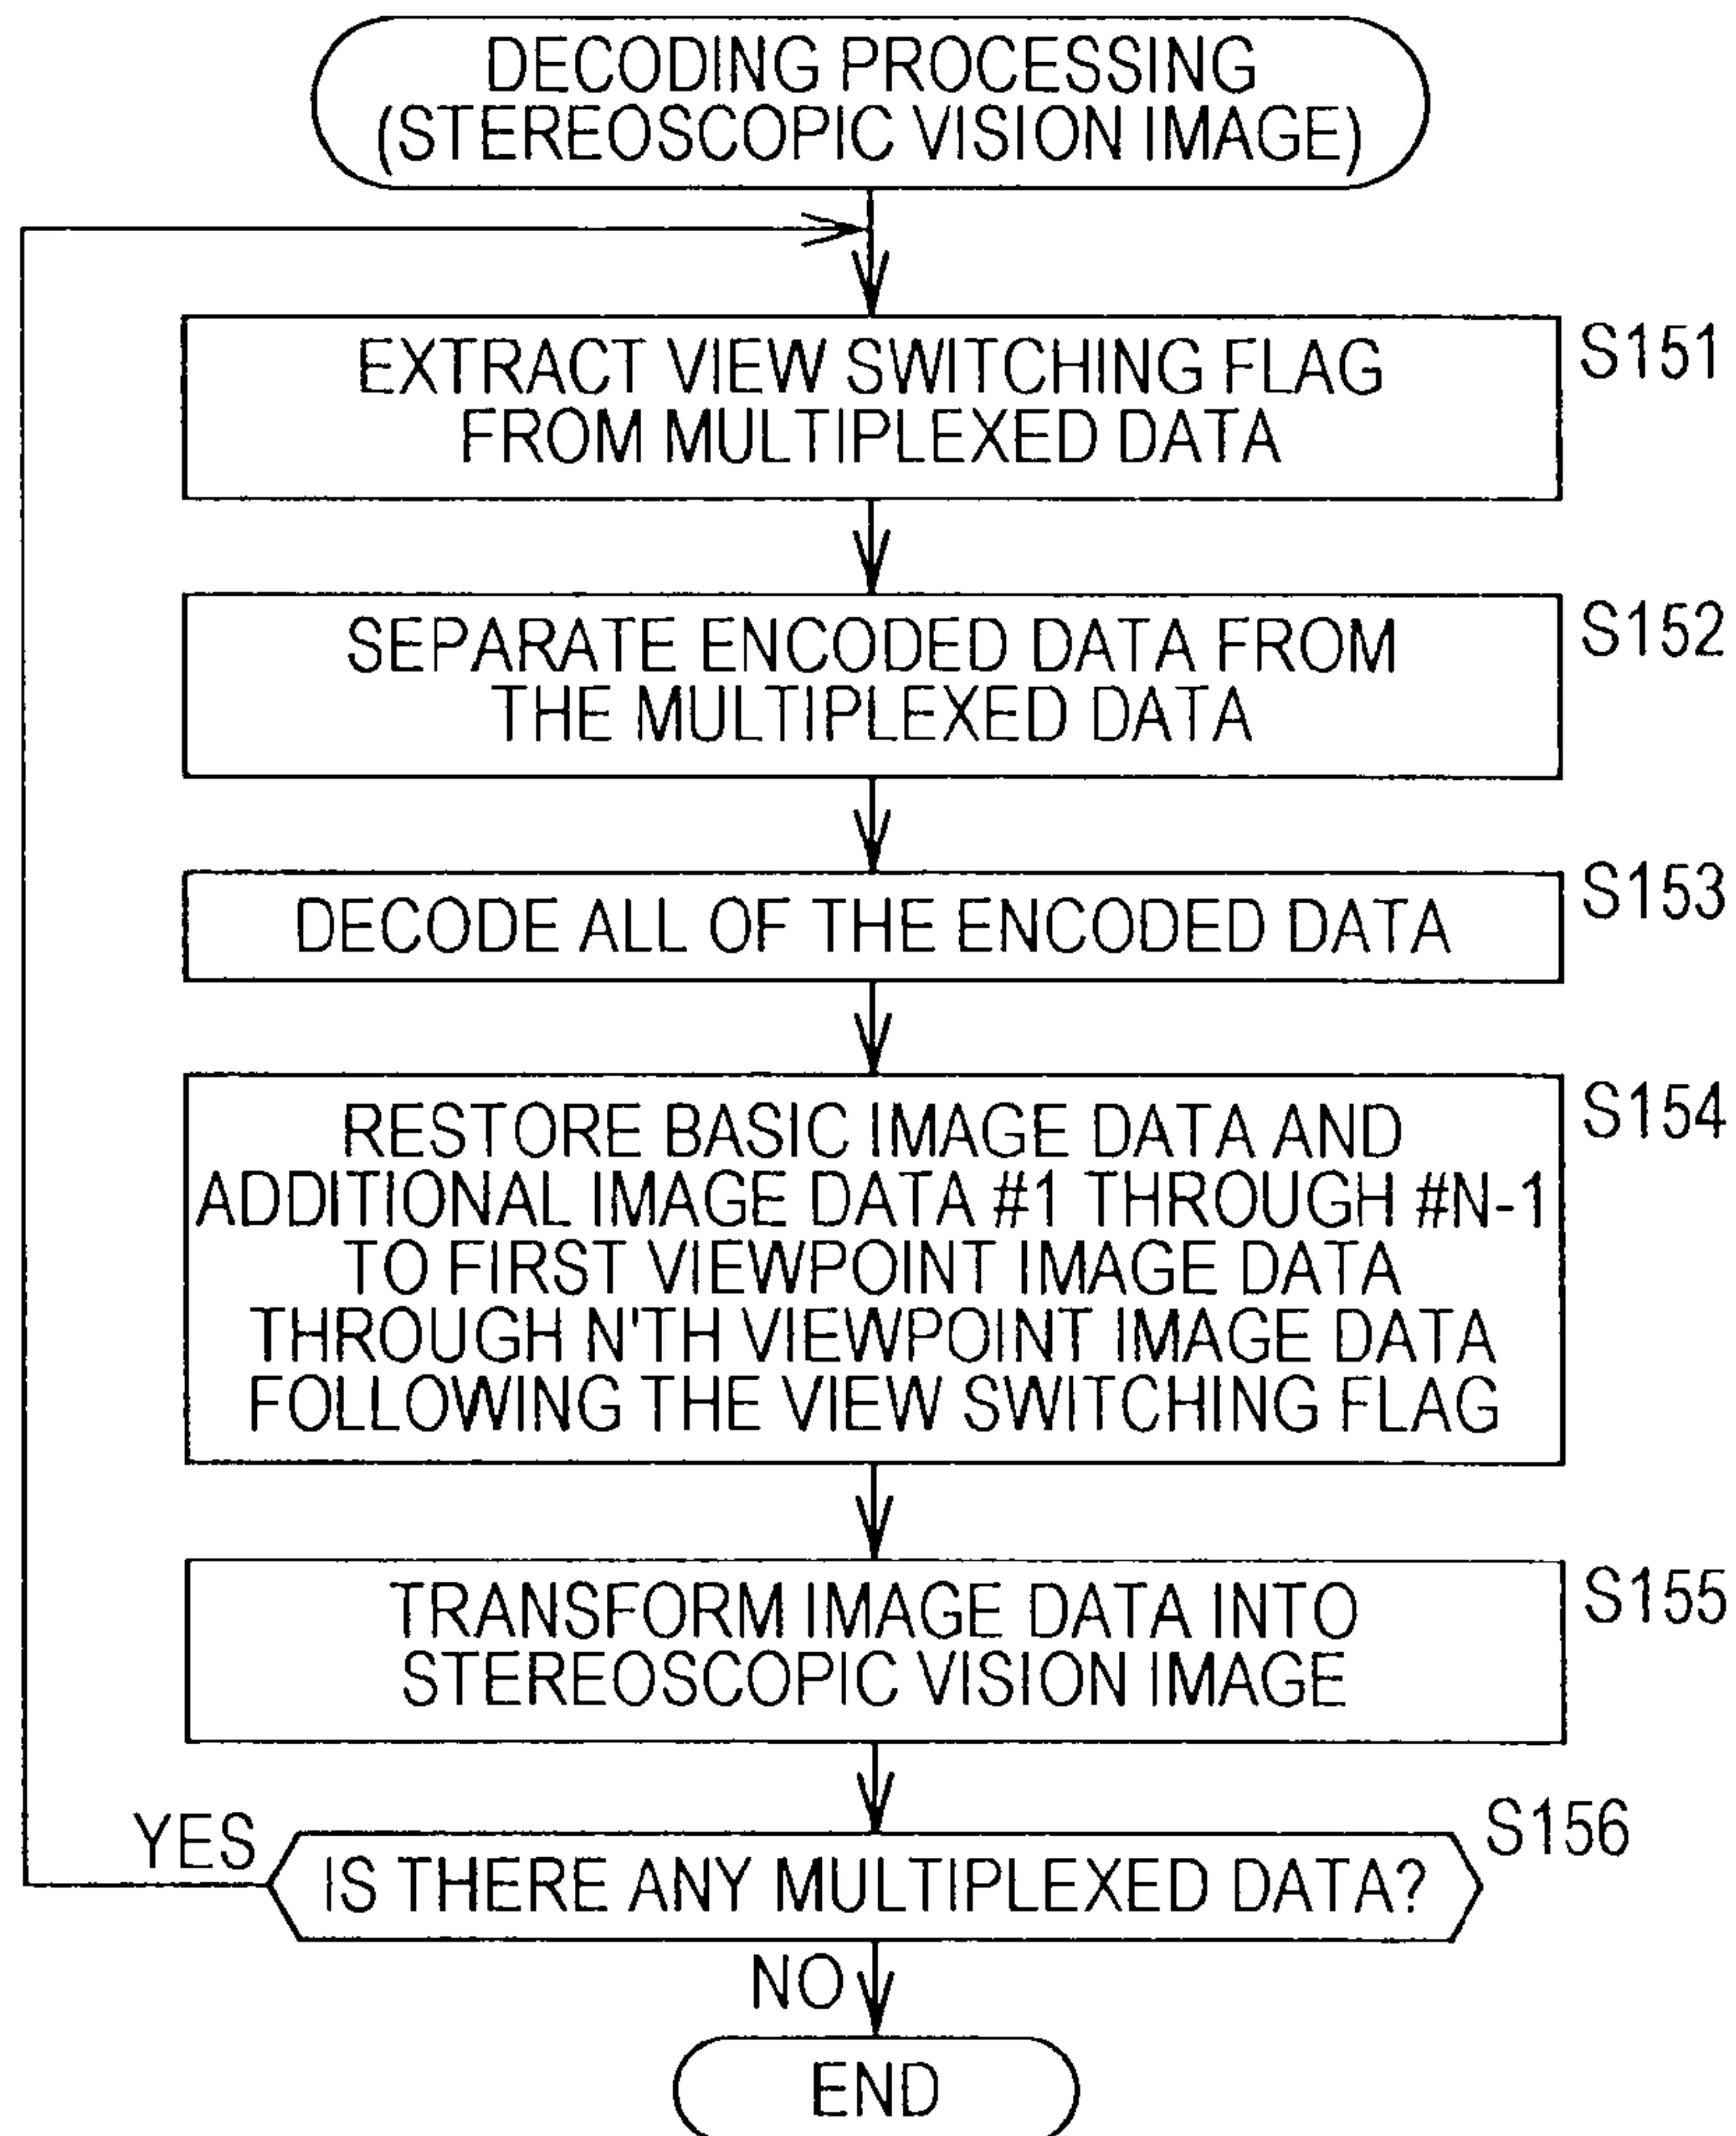 DECODING PROCESSING
(STEREOSCOPIC VISION IMAGE)
EXTRACT VIEW SWITCHING FLAG
FROM MULTIPLEXED DATA
S151
SEPARATE ENCODED DATA FROM
THE MULTIPLEXED DATA
S152
DECODE ALL OF THE ENCODED DATA
S153
RESTORE BASIC IMAGE DATA AND
ADDITIONAL IMAGE DATA #1 THROUGH #N-1
TO FIRST VIEWPOINT IMAGE DATA
THROUGH N'TH VIEWPOINT IMAGE DATA
FOLLOWING THE VIEW SWITCHING FLAG
S154
TRANSFORM IMAGE DATA INTO
STEREOSCOPIC VISION IMAGE
S155
YES
IS THERE ANY MULTIPLEXED DATA?
S156
NO
END